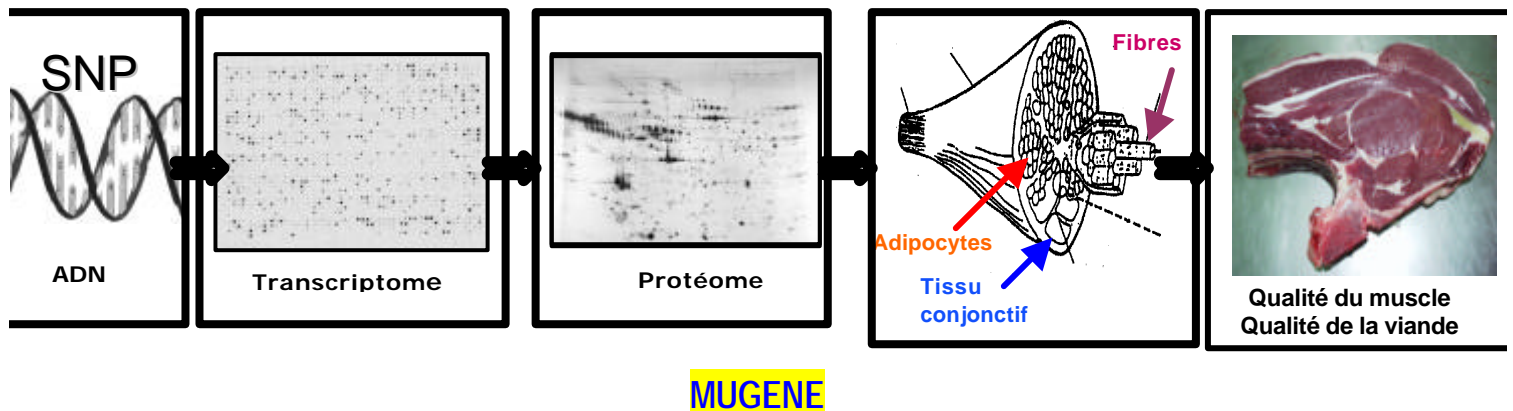 SNP
ADN
Transcriptome
Protéome
Fibres
Adipocytes
Tissu
conjonctif
Qualité du muscle
Qualité de la viande
MUGENE